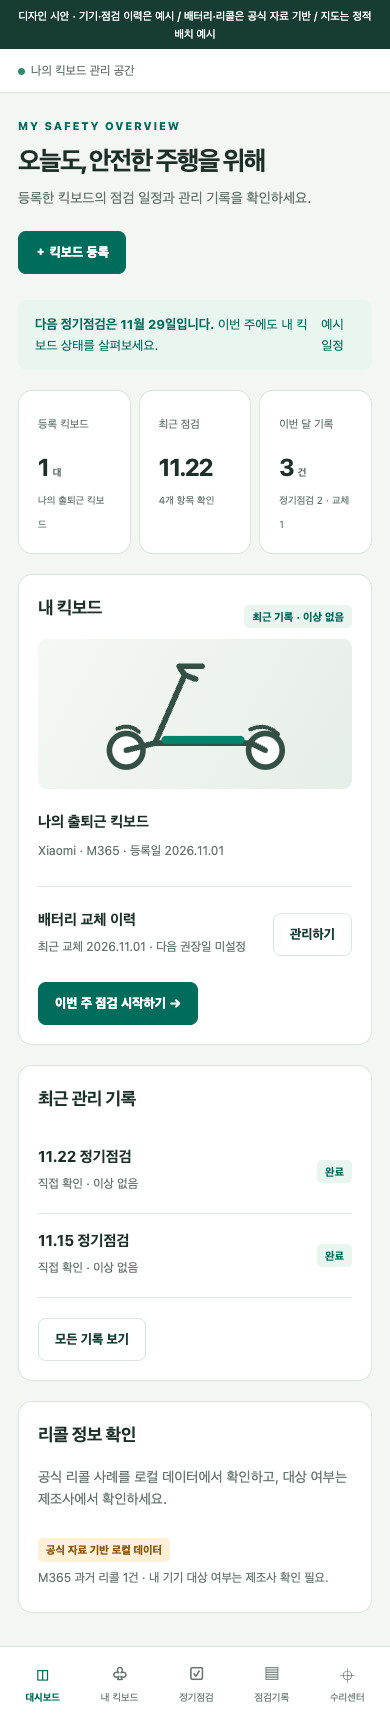 디자인 시안 · 기기·점검 이력은 예시 / 배터리·리콜은 공식 자료 기반 / 지도는 정적
배치 예시
나의 킥보드 관리 공간
MY SAFETY OVERVIEW
오늘도, 안전한 주행을 위해
등록한 킥보드의 점검 일정과 관리 기록을 확인하세요.
+ 킥보드 등록
다음 정기점검은 11월 29일입니다. 이번 주에도 내 킥
보드 상태를 살펴보세요.
예시
일정
등록 킥보드
1 대
나의 출퇴근 킥보
드
최근 점검
11.22
4개 항목 확인
이번 달 기록
3 건
정기점검 2 · 교체
1
내 킥보드
최근 기록 · 이상 없음
나의 출퇴근 킥보드
Xiaomi · M365 · 등록일 2026.11.01
배터리 교체 이력
최근 교체 2026.11.01 · 다음 권장일 미설정
관리하기
이번 주 점검 시작하기 →
최근 관리 기록
11.22 정기점검
직접 확인 · 이상 없음
완료
11.15 정기점검
직접 확인 · 이상 없음
완료
모든 기록 보기
리콜 정보 확인
공식 리콜 사례를 로컬 데이터에서 확인하고, 대상 여부는
제조사에서 확인하세요.
공식 자료 기반 로컬 데이터
M365 과거 리콜 1건 · 내 기기 대상 여부는 제조사 확인 필요.
대시보드
내 킥보드
정기점검
점검기록
수리센터